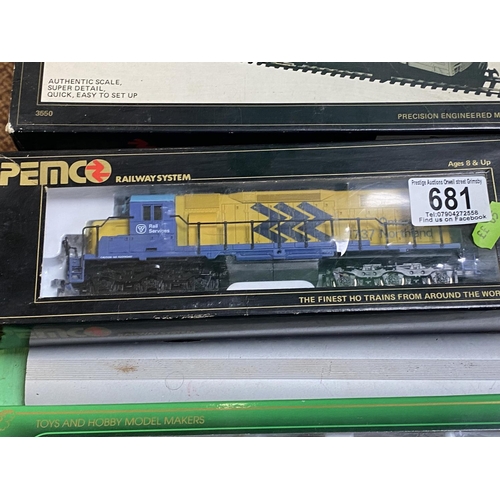 AUTHENTIC SCALE,
SUPER DETAIL,
QUICK, EASY TO SET UP
3550
PRECISION ENGINEERED M
PEMCO RAILWAY SYSTEM
Ages 8 & Up
Prestige Auctions Orwell street Grimsby
681
Tel:07904272558
Find us on Facebook
Rail
Services
THE FINEST HO TRAINS FROM AROUND THE WOR
PEMCO
TOYS AND HOBBY MODEL MAKERS